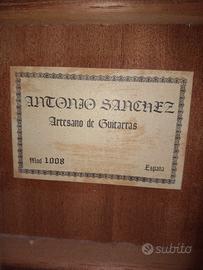 ANTONIO SANCHEZ
Artesano de Guitarras
Mod 1008 España
subito